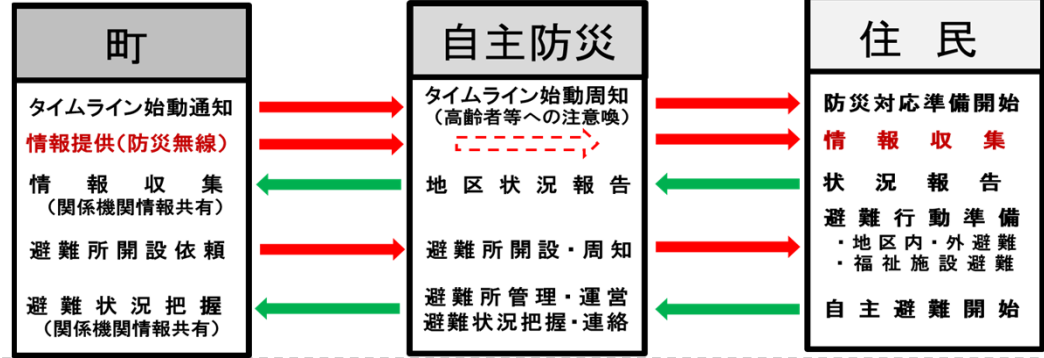 町
タイムライン始動通知
情報提供(防災無線)
情報収集
(関係機関情報共有)
避難所開設依頼
避難状況把握
(関係機関情報共有)
自主防災
タイムライン始動周知
(高齢者等への注意喚)
地区状況報告
避難所開設・周知
避難所管理・運営
避難状況把握・連絡
住民
防災対応準備開始
情報収集
状況報告
避難行動準備
・地区内・外避難
・福祉施設避難
自主避難開始